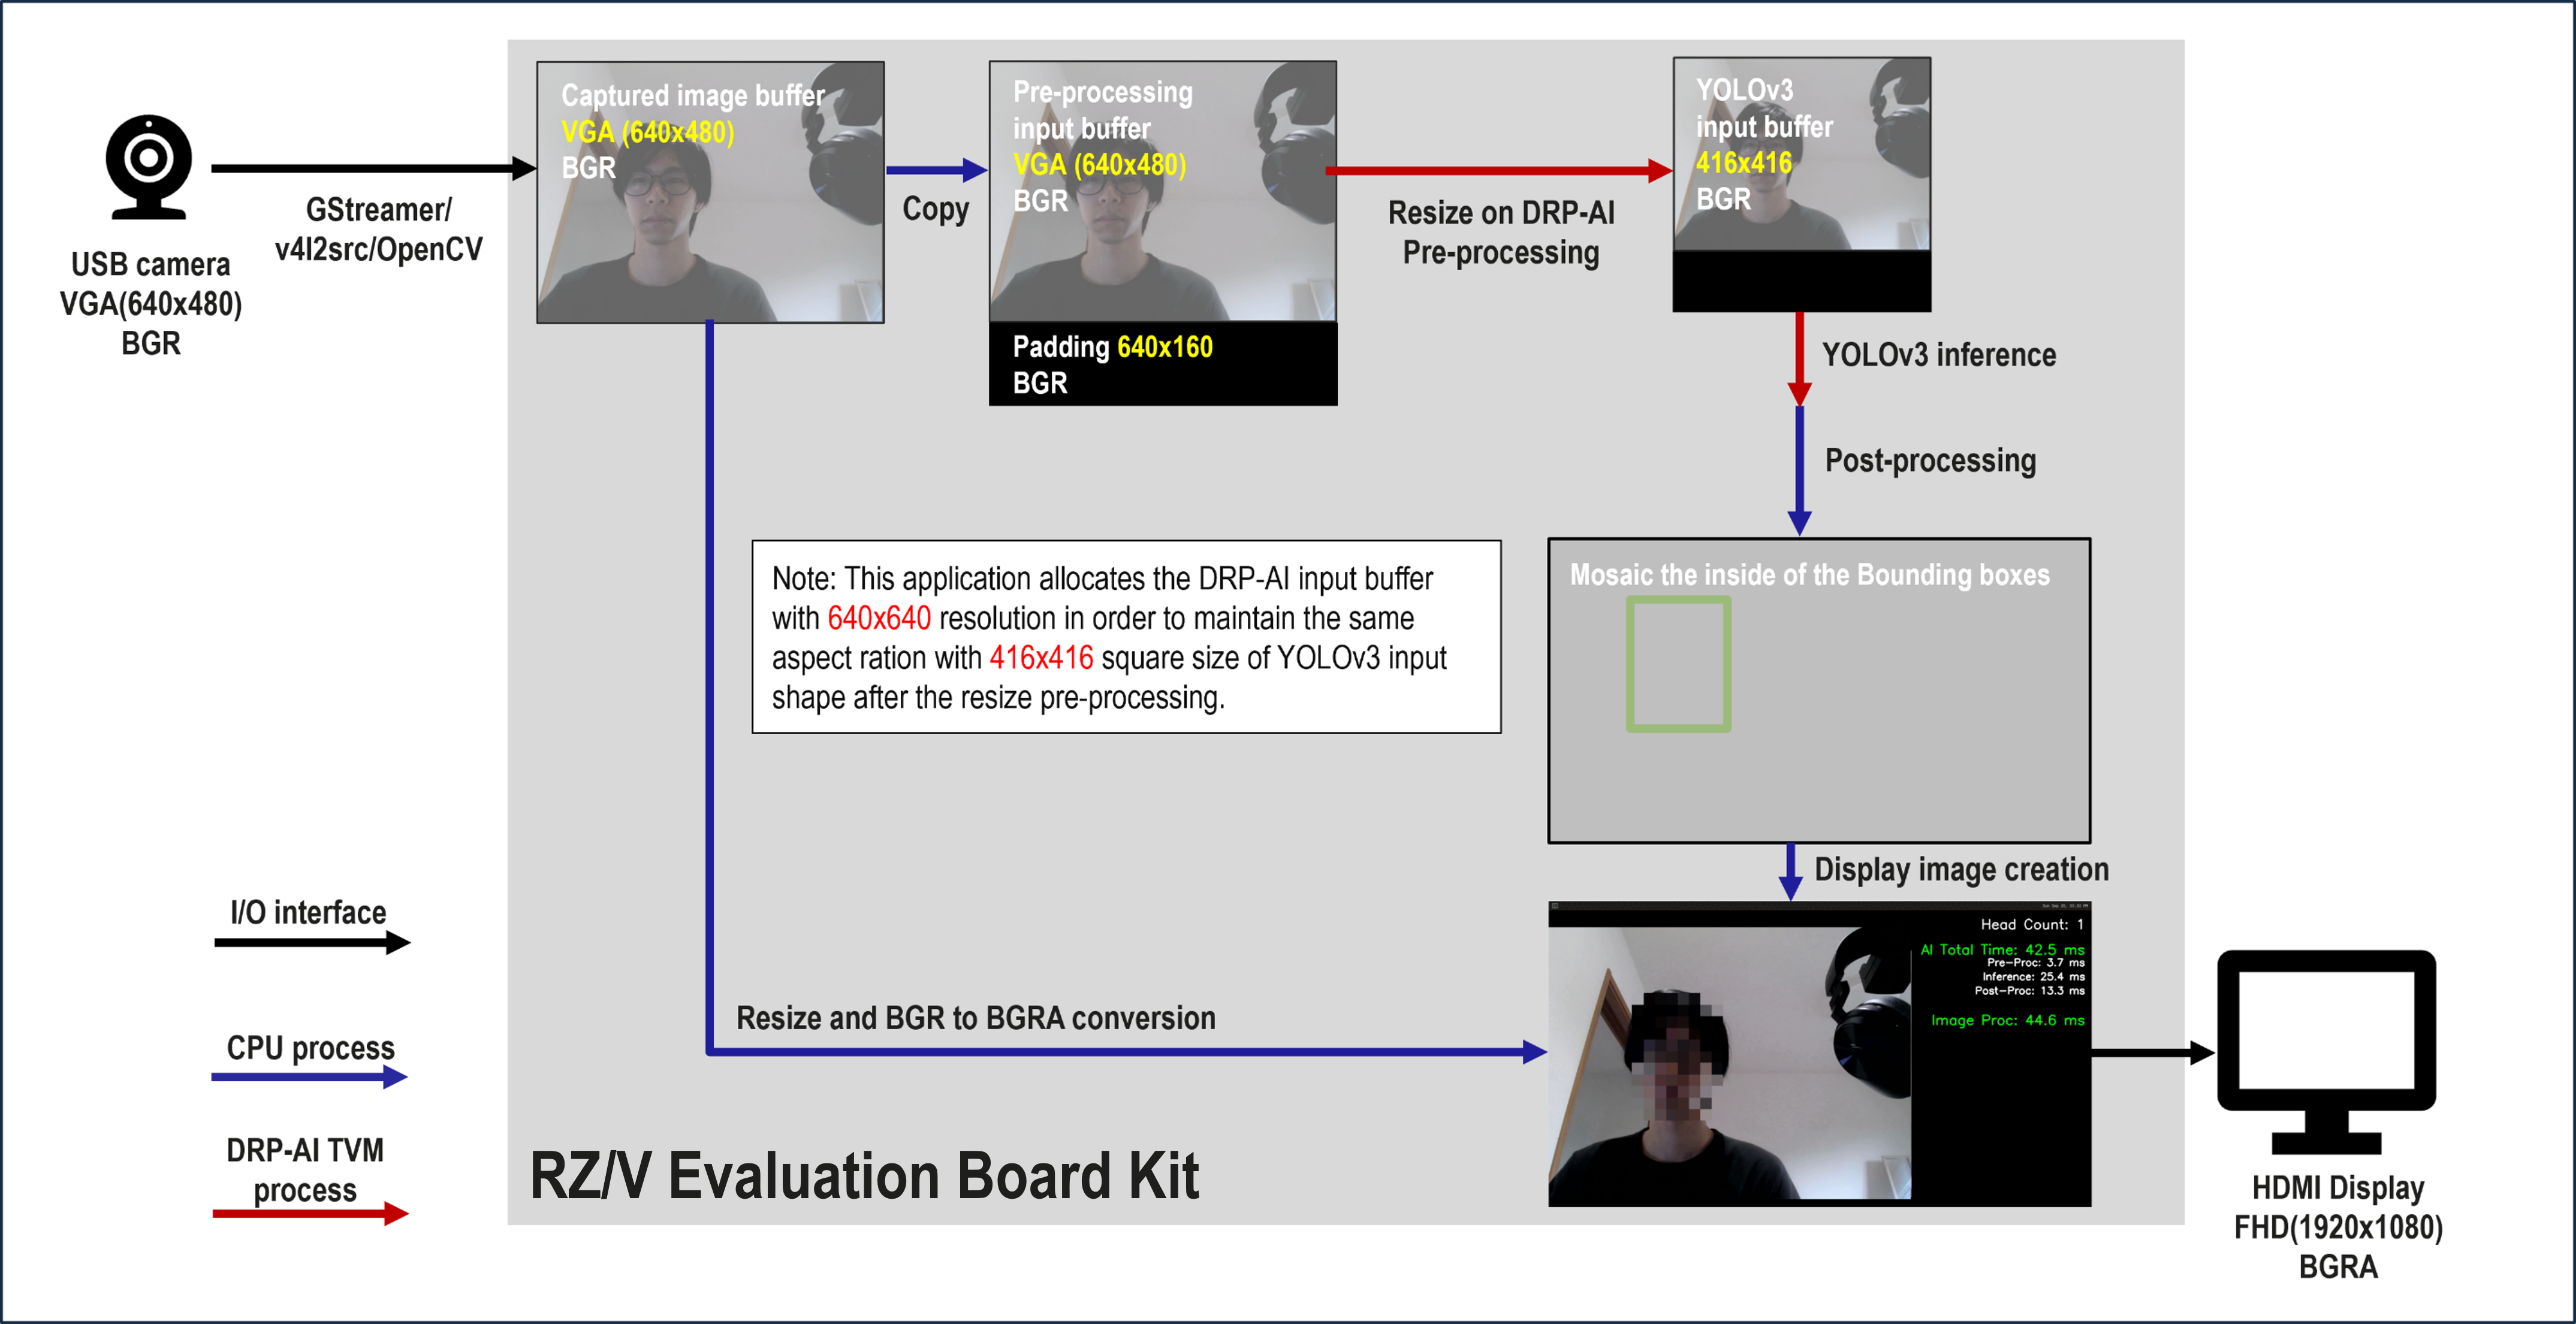 USB camera
VGA(640x480)
BGR
GStreamer/
v4l2src/OpenCV
Captured image buffer
VGA (640x480)
BGR
Copy
Pre-processing
input buffer
VGA (640x480)
BGR
Padding 640x160
BGR
Resize on DRP-AI
Pre-processing
YOLOv3
input buffer
416x416
BGR
YOLOv3 inference
Post-processing
Note: This application allocates the DRP-AI input buffer
with 640x640 resolution in order to maintain the same
aspect ration with 416x416 square size of YOLOv3 input
shape after the resize pre-processing.
Mosaic the inside of the Bounding boxes
Display image creation
Head Count: 1
AI Total Time: 42.5 ms
Pre-Proc: 3.7 ms
Inference: 25.4 ms
Post-Proc: 13.3 ms
Image Proc: 44.6 ms
Resize and BGR to BGRA conversion
I/O interface
CPU process
DRP-AI TVM
process
RZ/V Evaluation Board Kit
HDMI Display
FHD(1920x1080)
BGRA